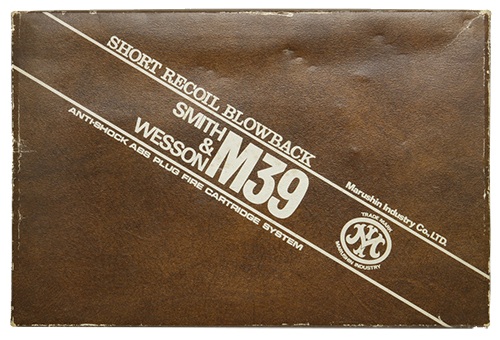 SHORT RECOIL BLOWBACK
SMITH
&
WESSON
M39
ANTI-SHOCK ABS PLUG FIRE CARTRIDGE SYSTEM
Marushin Industry Co., LTD.
TRADE MARK
MARUSHIN INDUSTRY